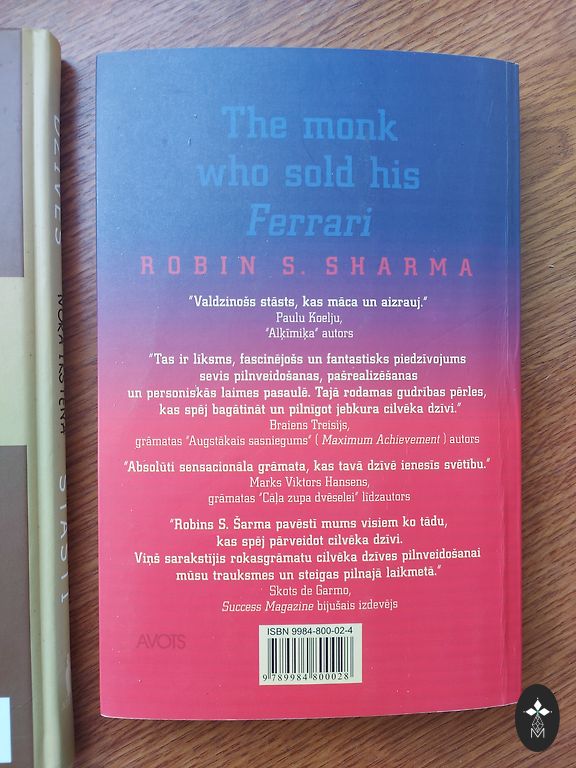 DZĪVES
NORA IKSTENA
STĀSTI
The monk
who sold his
Ferrari
ROBIN S. SHARMA
"Valdzinošs stāsts, kas māca un aizrauj."
Paulu Koelju,
"Alķīmiķa" autors
"Tas ir līksms, fascinējošs un fantastisks piedzīvojums
sevis pilnveidošanas, pašrealizēšanas
un personiskās laimes pasaulē. Tajā rodamas gudrības pērles,
kas spēj bagātināt un pilnīgot jebkura cilvēka dzīvi."
Braiens Treisijs,
grāmatas "Augstākais sasniegums" ( Maximum Achievement ) autors
"Absolūti sensacionāla grāmata, kas tavā dzīvē ienesīs svētību."
Marks Viktors Hansens,
grāmatas "Cāļa zupa dvēselei" līdzautors
"Robins S. Šarma pavēstī mums visiem ko tādu,
kas spēj pārveidot cilvēka dzīvi.
Viņš sarakstījis rokasgrāmatu cilvēka dzīves pilnveidošanai
mūsu trauksmes un steigas pilnajā laikmetā."
Skots de Garmo,
Success Magazine bijušais izdevējs
AVOTS
ISBN 9984-800-02-4
9 789984 800028
M